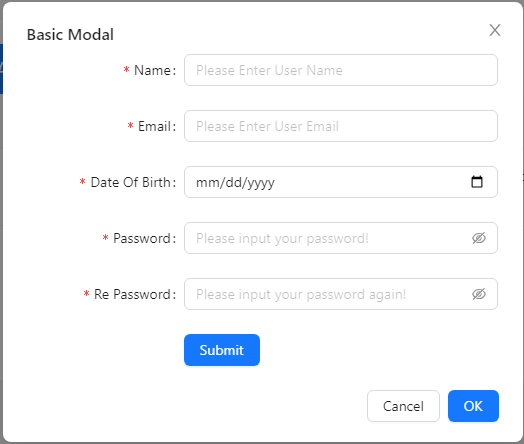 Basic Modal
* Name:
Please Enter User Name
* Email:
Please Enter User Email
* Date Of Birth:
mm/dd/yyyy
* Password:
Please input your password!
* Re Password:
Please input your password again!
Submit
Cancel
OK